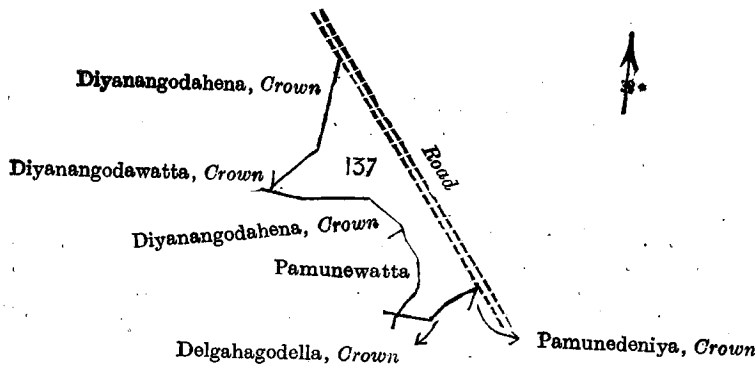 Diyanangodahena, Crown
Diyanangodawatta, Crown
137
Road
Diyanangodahena, Crown
Pamunewatta
Delgahagodella, Crown
Pamunedeniya, Crown